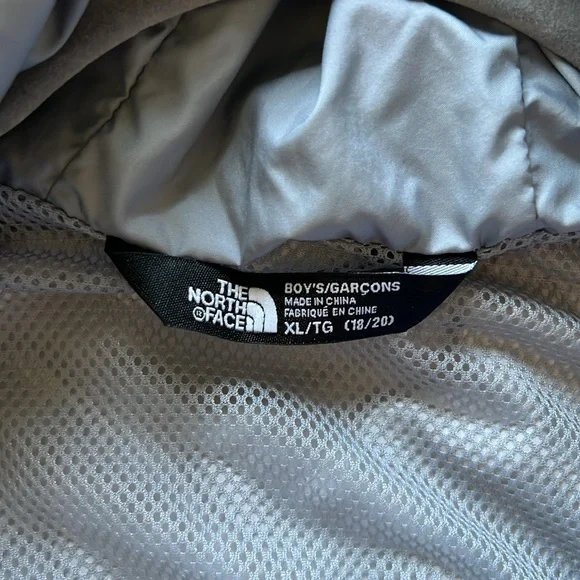 THE
NORTH
®FACE
BOY'S/GARÇONS
MADE IN CHINA
FABRIQUÉ EN CHINE
XL/TG (18/20)